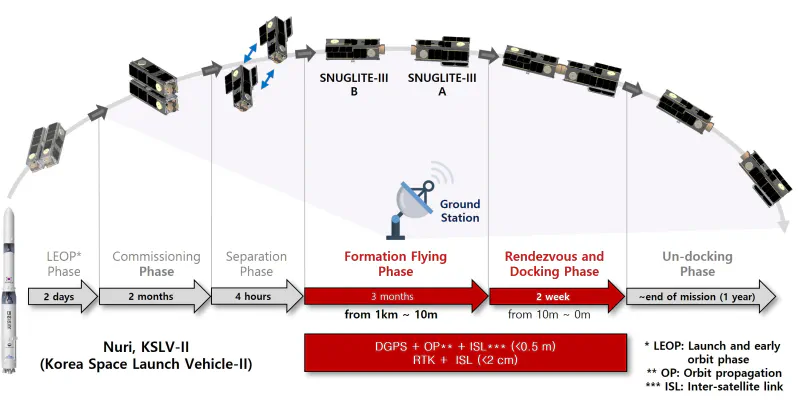 SNUGLITE-III
B
SNUGLITE-III
A
Ground
Station
LEOP*
Phase
Commissioning
Phase
Separation
Phase
Formation Flying
Phase
Rendezvous and
Docking Phase
Un-docking
Phase
2 days
2 months
4 hours
3 months
2 week
~end of mission (1 year)
from 1km ~ 10m
from 10m ~ 0m
Nuri, KSLV-II
(Korea Space Launch Vehicle-II)
DGPS + OP** + ISL*** (<0.5 m)
RTK + ISL (<2 cm)
* LEOP: Launch and early
orbit phase
** OP: Orbit propagation
*** ISL: Inter-satellite link